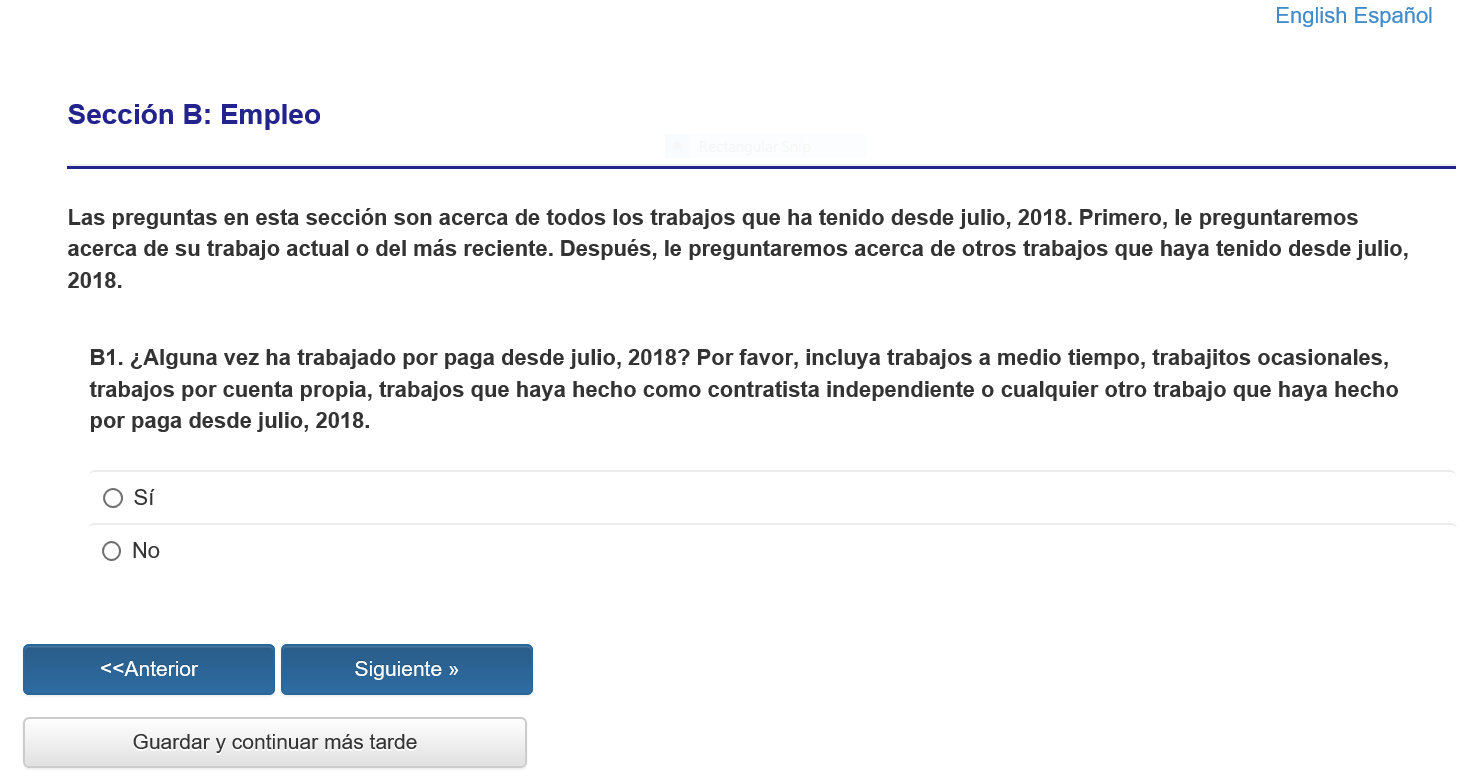 English Español
Sección B: Empleo
Rectangular Snip
Las preguntas en esta sección son acerca de todos los trabajos que ha tenido desde julio, 2018. Primero, le preguntaremos
acerca de su trabajo actual o del más reciente. Después, le preguntaremos acerca de otros trabajos que haya tenido desde julio,
2018.
B1. ¿Alguna vez ha trabajado por paga desde julio, 2018? Por favor, incluya trabajos a medio tiempo, trabajitos ocasionales,
trabajos por cuenta propia, trabajos que haya hecho como contratista independiente o cualquier otro trabajo que haya hecho
por paga desde julio, 2018.
Sí
No
<<Anterior
Siguiente »
Guardar y continuar más tarde